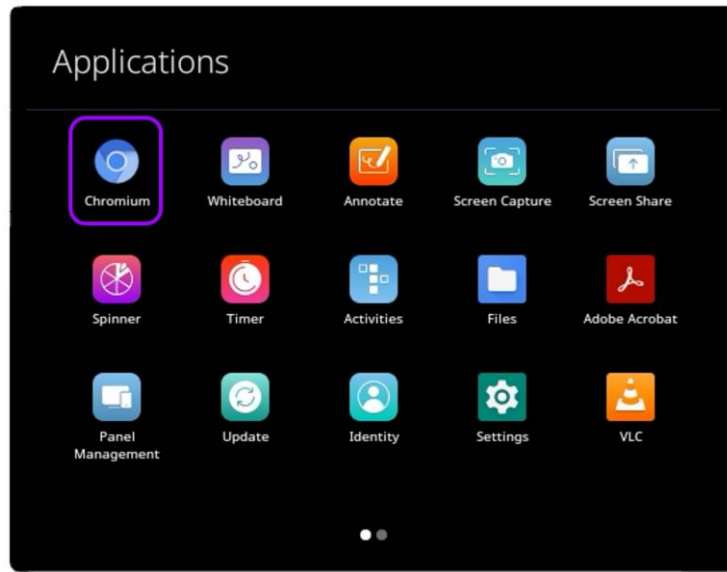 Applications
Chromium
Whiteboard
Annotate
Screen Capture
Screen Share
Spinner
Timer
Activities
Files
Adobe Acrobat
Panel
Management
Update
Identity
Settings
VLC